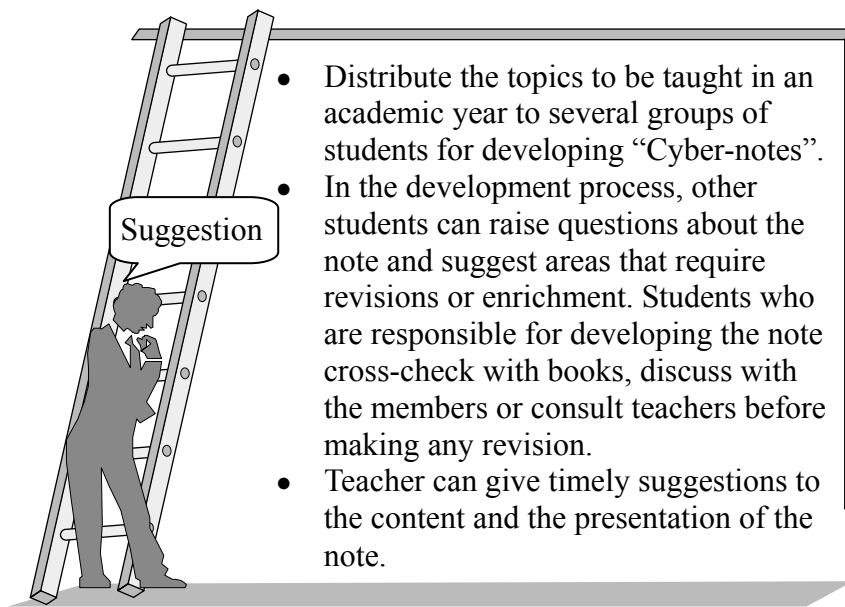 Suggestion
● Distribute the topics to be taught in an
academic year to several groups of
students for developing “Cyber-notes”.
● In the development process, other
students can raise questions about the
note and suggest areas that require
revisions or enrichment. Students who
are responsible for developing the note
cross-check with books, discuss with
the members or consult teachers before
making any revision.
● Teacher can give timely suggestions to
the content and the presentation of the
note.